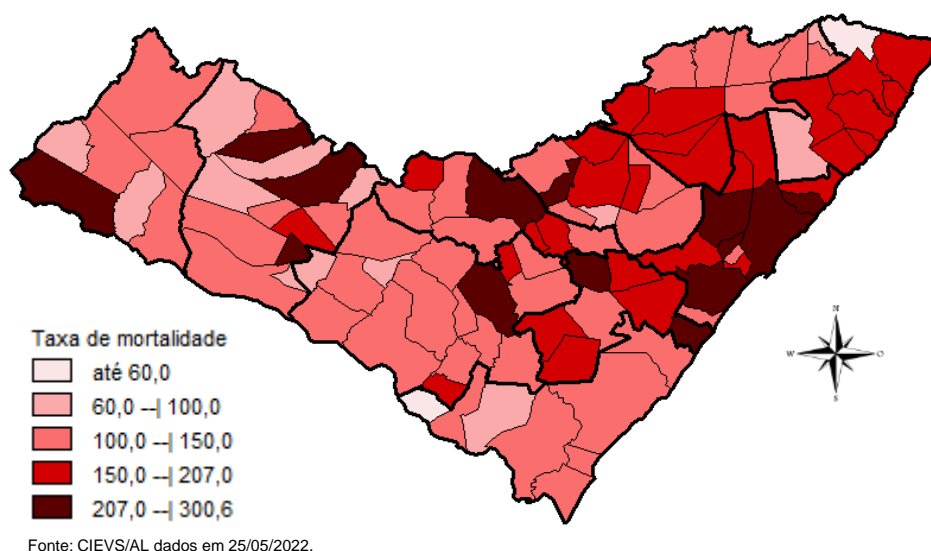 N
W O
S
Taxa de mortalidade
até 60,0
60,0 --| 100,0
100,0 --| 150,0
150,0 --| 207,0
207,0 --| 300,6
Fonte: CIEVS/AL dados em 25/05/2022.